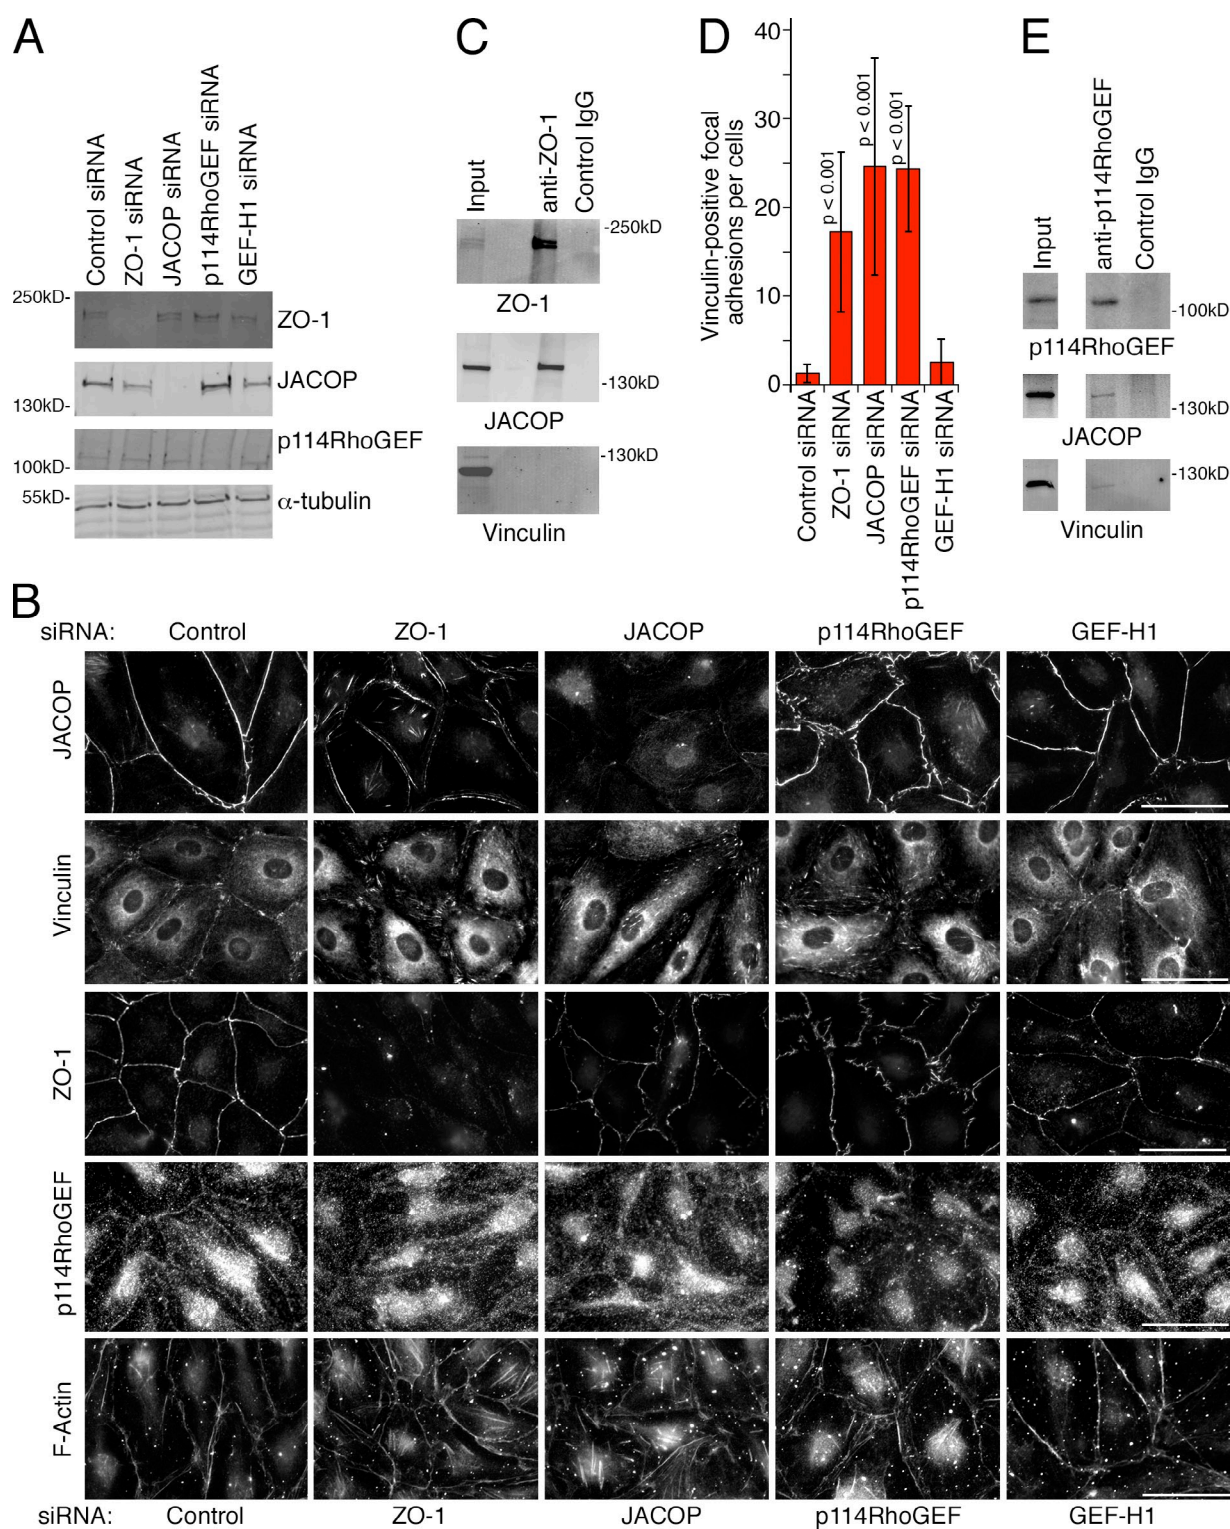 A
Control siRNA
ZO-1 siRNA
JACOP siRNA
p114RhoGEF siRNA
GEF-H1 siRNA
250kD-
ZO-1
JACOP
130kD-
p114RhoGEF
100kD-
55kD-
α-tubulin
C
Input
anti-ZO-1
Control IgG
-250kD
ZO-1
-130kD
JACOP
-130kD
Vinculin
D
Vinculin-positive focal
adhesions per cells
40
30
20
10
0
p < 0.001
p < 0.001
p < 0.001
Control siRNA
ZO-1 siRNA
JACOP siRNA
p114RhoGEF siRNA
GEF-H1 siRNA
E
Input
anti-p114RhoGEF
Control IgG
-100kD
p114RhoGEF
-130kD
JACOP
-130kD
Vinculin
B
siRNA: Control ZO-1 JACOP p114RhoGEF GEF-H1
JACOP
Vinculin
ZO-1
p114RhoGEF
F-Actin
siRNA: Control ZO-1 JACOP p114RhoGEF GEF-H1